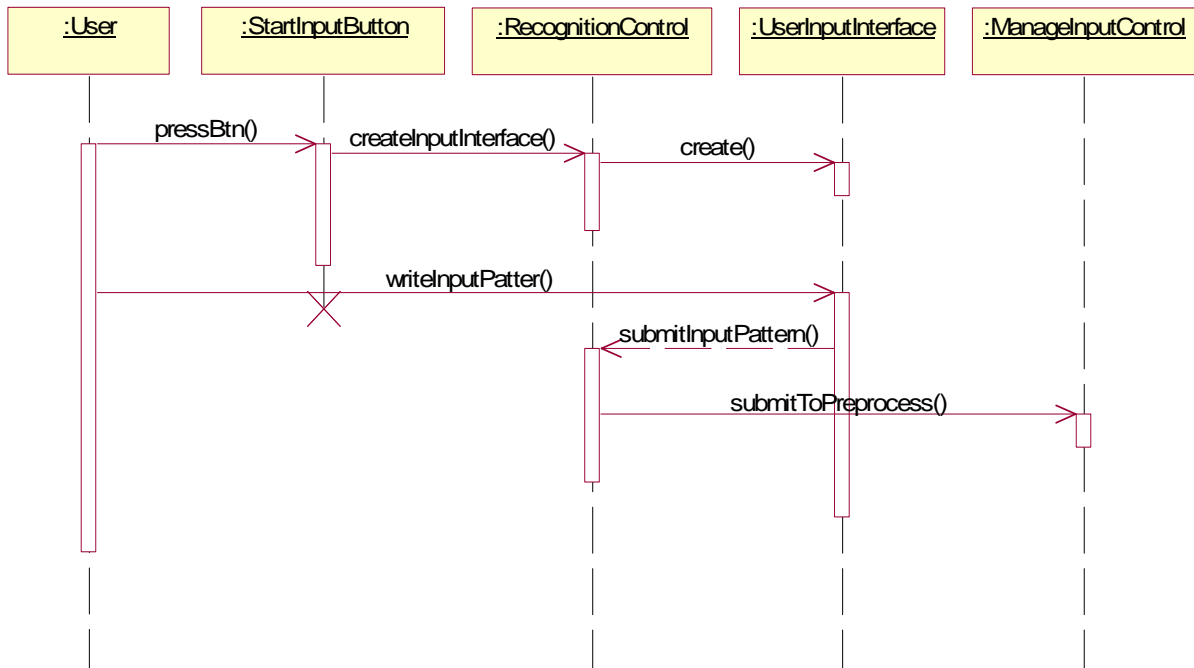 :User
:StartInputButton
:RecognitionControl
:UserInputInterface
:ManageInputControl
pressBtn()
createInputInterface()
create()
writeInputPatter()
submitInputPattern()
submitToPreprocess()